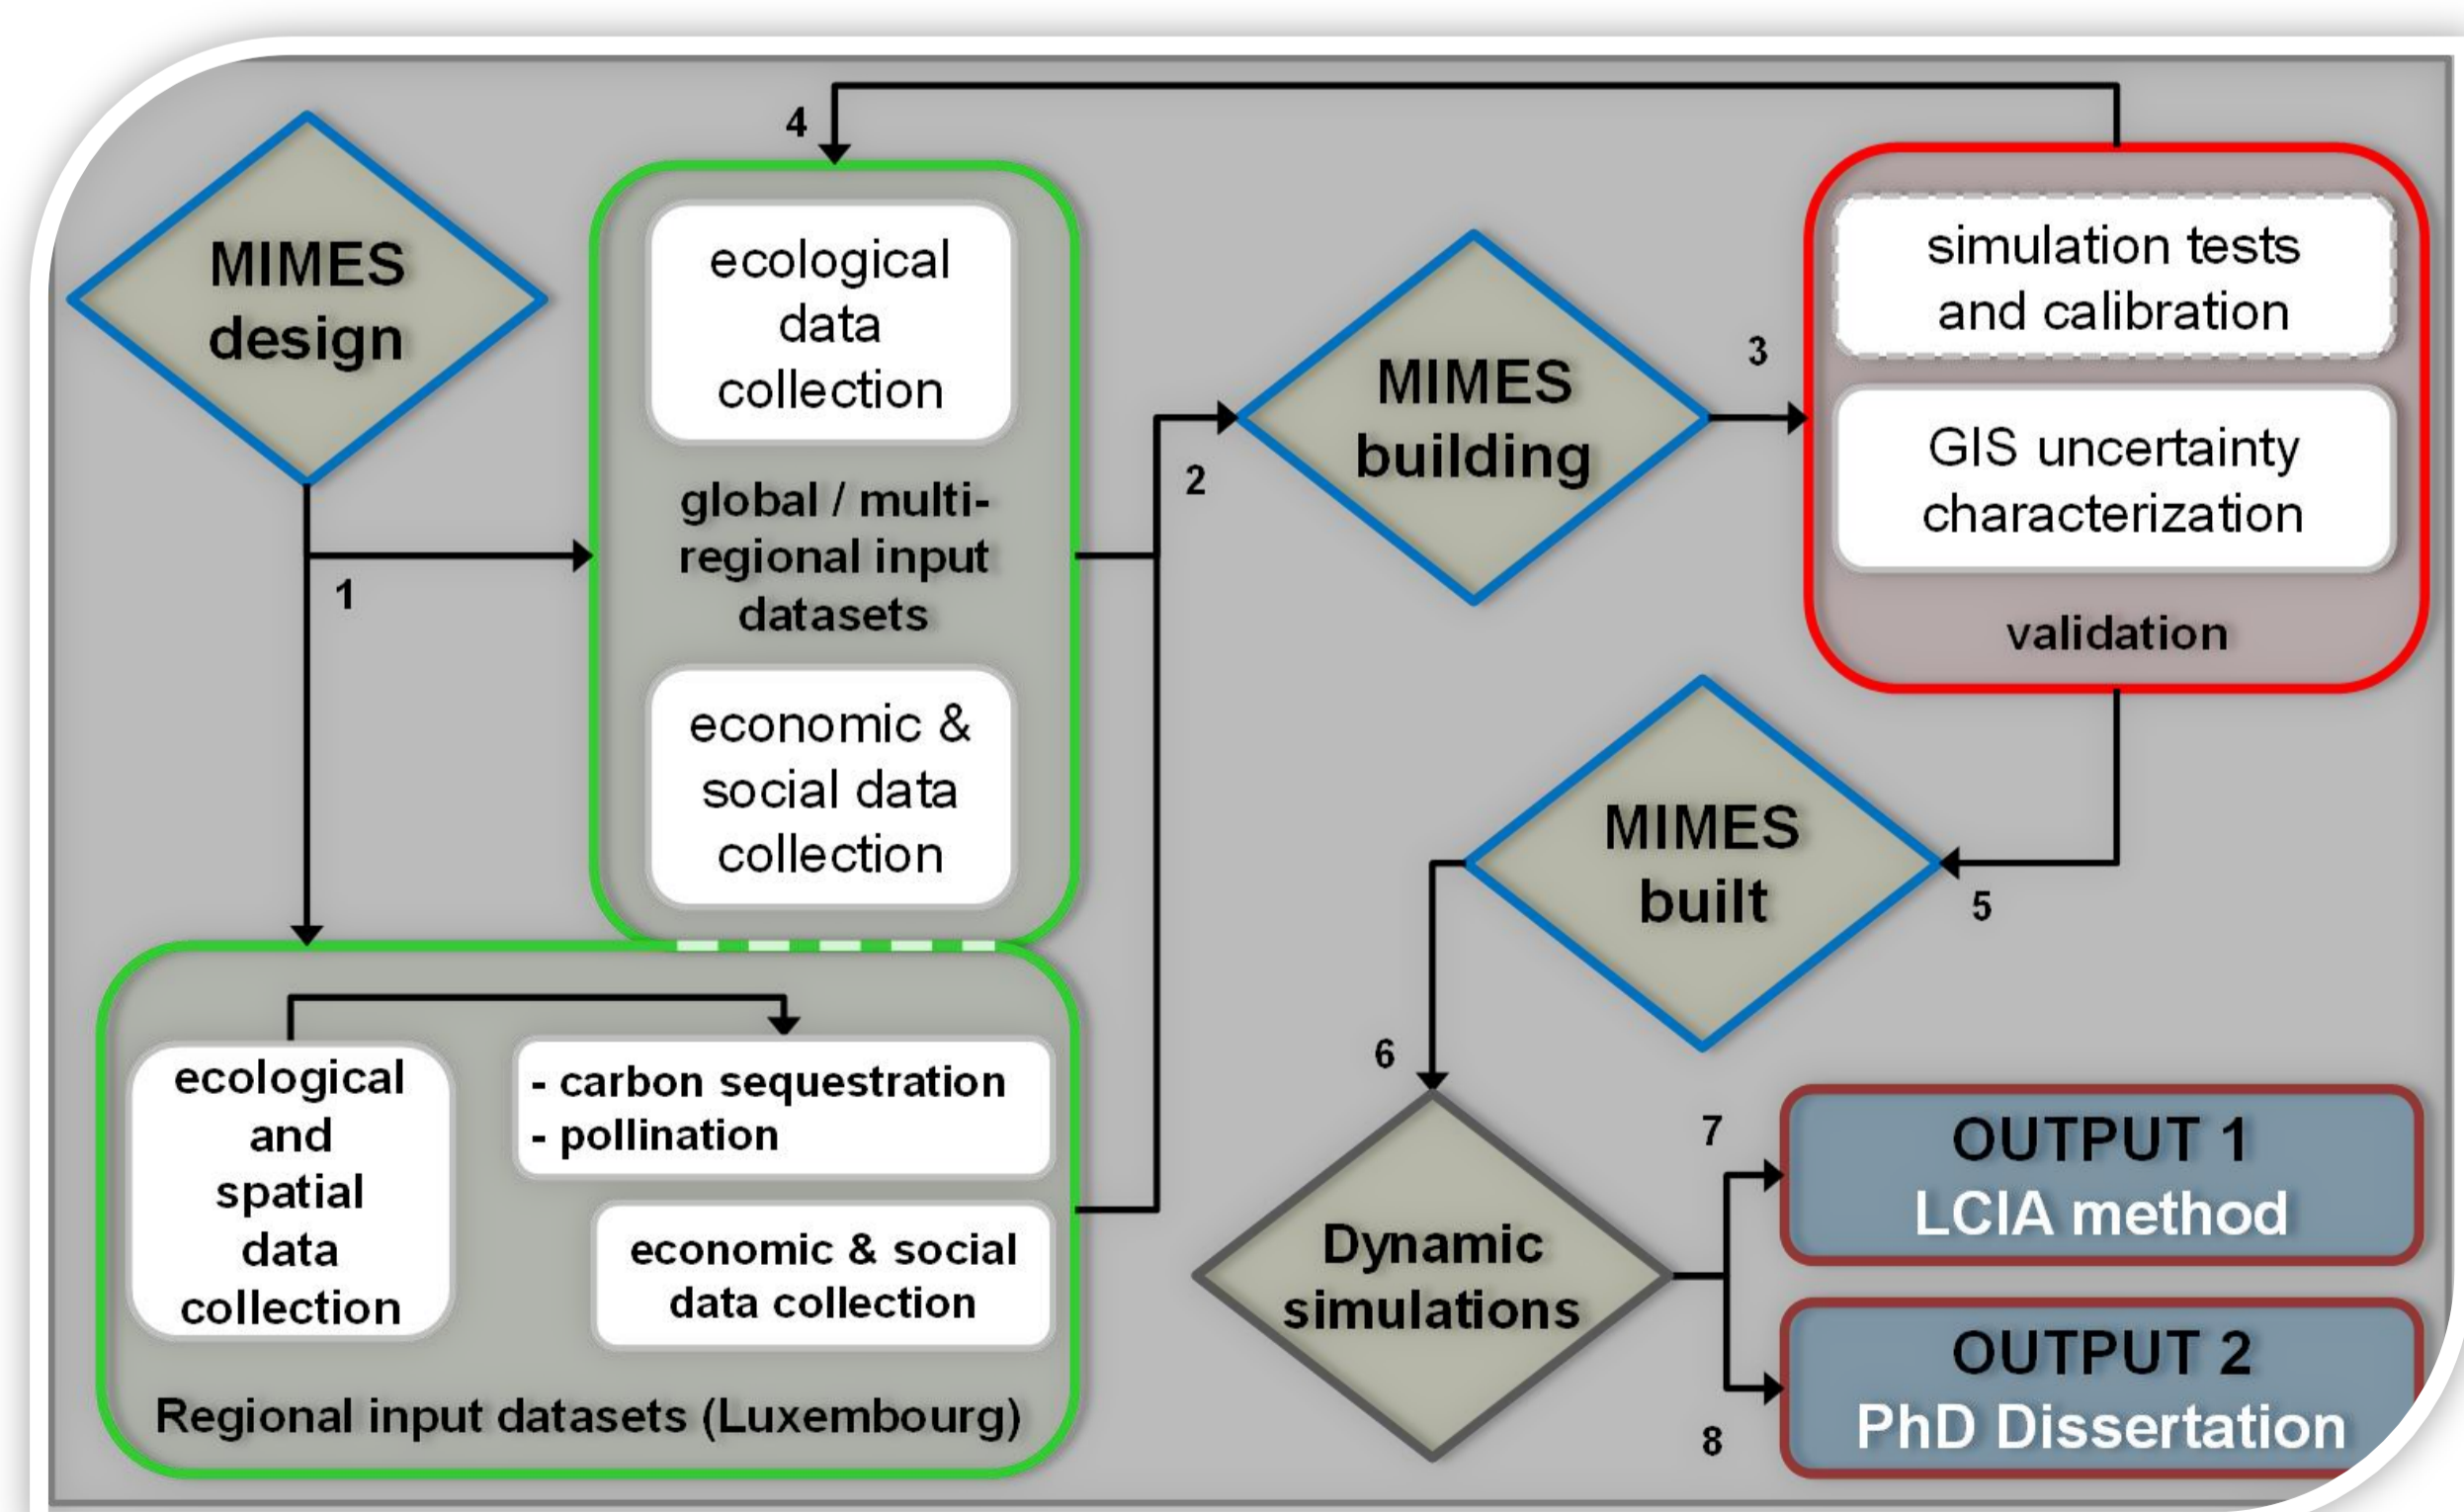 MIMES
design
1
4
ecological
data
collection
global / multi-
regional input
datasets
economic &
social data
collection
ecological
and
spatial
data
collection
- carbon sequestration
- pollination
economic & social
data collection
Regional input datasets (Luxembourg)
2
MIMES
building
3
simulation tests
and calibration
GIS uncertainty
characterization
validation
5
MIMES
built
6
Dynamic
simulations
7
OUTPUT 1
LCIA method
8
OUTPUT 2
PhD Dissertation